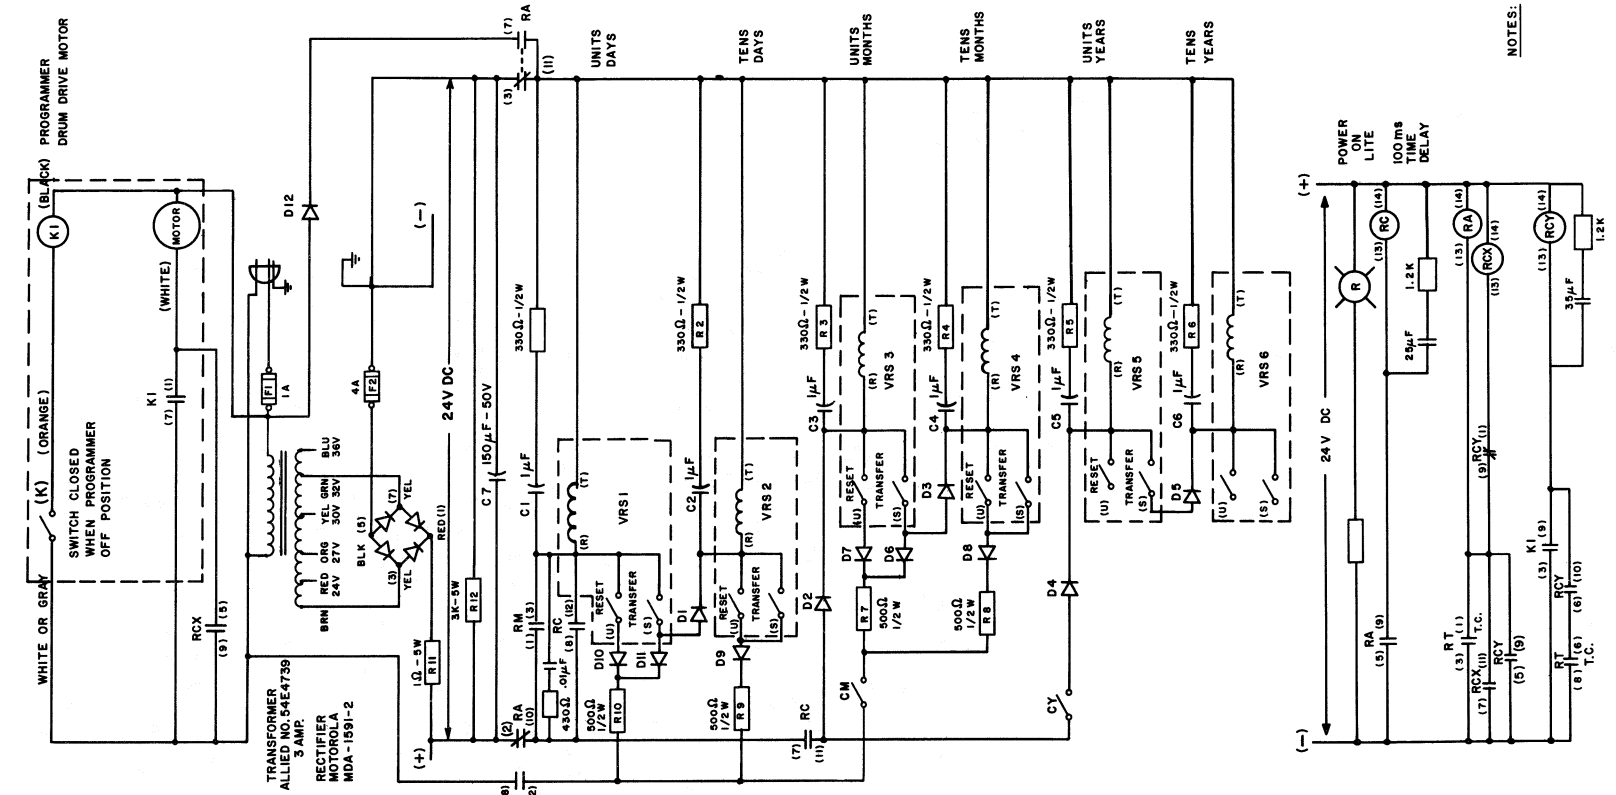 PROGRAMMER
DRUM DRIVE MOTOR
(BLACK)
K1
MOTOR
(WHITE)
(ORANGE)
(K)
SWITCH CLOSED
WHEN PROGRAMMER
OFF POSITION
WHITE OR GRAY
K1
(7)
(11)
RCX
(9)
(5)
TRANSFORMER
ALLIED NO. 54E4739
3 AMP.
RECTIFIER
MOTOROLA
MDA-1591-2
F1
1A
D12
BRN
RED
24V
ORG
27V
YEL
30V
GRN
32V
BLU
36V
4A
F2
(-)
BLK (5)
(7)
YEL
(3)
YEL
RED (1)
1Ω-5W
R11
(+)
24V DC
3K-5W
R12
C7
150µF-50V
RA
(7)
(3)
(11)
(2)
RA
(10)
UNITS
DAYS
330Ω-1/2W
C1
1µF
RM
(1)
(3)
RC
(8)
(12)
.01µF
430Ω
VRS1
(T)
(R)
RESET
(U)
TRANSFER
(S)
D10
D11
500Ω
1/2W
R10
TENS
DAYS
330Ω-1/2W
R2
C2
1µF
D1
VRS2
(T)
(R)
RESET
(U)
TRANSFER
(S)
D9
500Ω
1/2W
R9
RC
(7)
(11)
UNITS
MONTHS
330Ω-1/2W
R3
C3
1µF
D2
VRS 3
(T)
(R)
RESET
(U)
TRANSFER
(S)
D7
D6
R7
500Ω
1/2W
CM
TENS
MONTHS
330Ω-1/2W
R4
C4
1µF
D3
VRS 4
(T)
(R)
RESET
(U)
TRANSFER
(S)
D8
500Ω
1/2W
R8
UNITS
YEARS
330Ω-1/2W
R5
C5
1µF
D4
CY
VRS5
(T)
(R)
RESET
(U)
TRANSFER
(S)
TENS
YEARS
330Ω-1/2W
R6
C6
1µF
D5
VRS6
(T)
(R)
(U)
(S)
(+)
24V DC
(-)
POWER
ON
LITE
R
100ms
TIME
DELAY
RC
(14)
(13)
1.2K
25µF
RA
(5)
(9)
RA
(14)
(13)
RCX
(14)
(13)
RCY
(9)
(1)
RT
(3)
(1)
T.C.
RCX
(7)
(11)
RCY
(5)
(9)
RCY
(14)
(13)
1.2K
35µF
K1
(3)
(9)
RCY
(6)
(10)
RT
(8)
(6)
T.C.
NOTES: